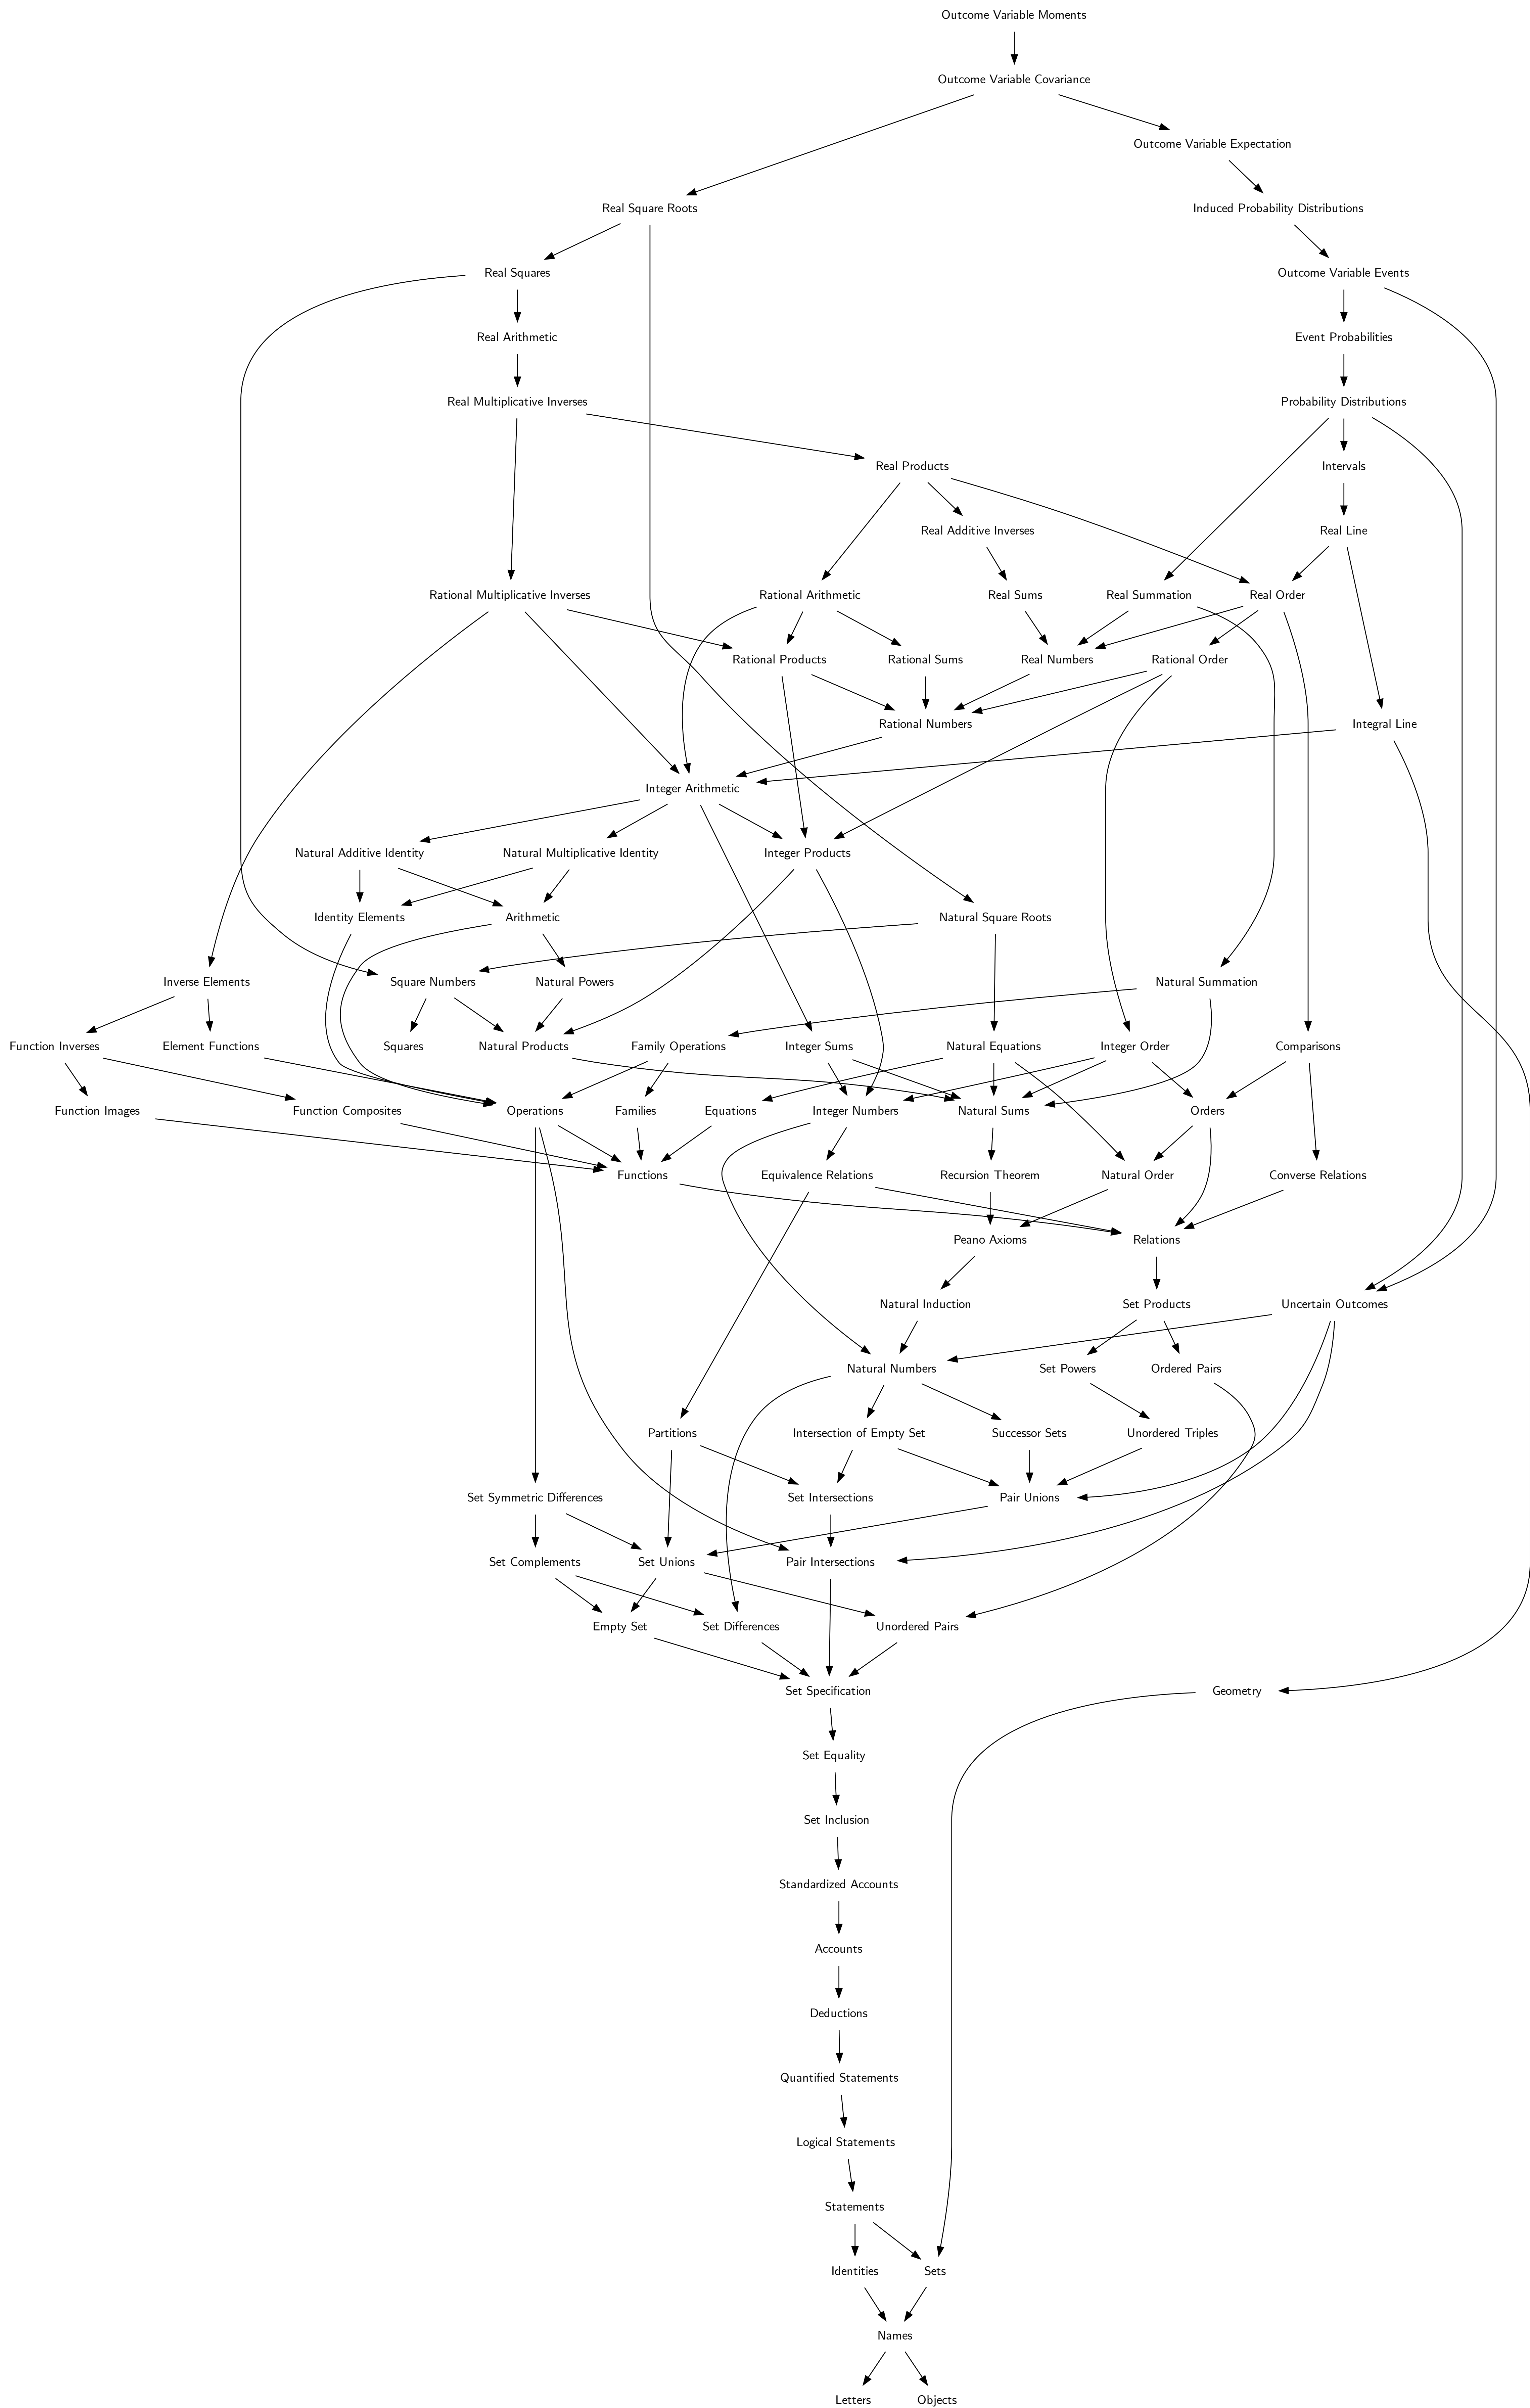 Outcome Variable Moments
Outcome Variable Covariance
Outcome Variable Expectation
Real Square Roots
Induced Probability Distributions
Real Squares
Outcome Variable Events
Real Arithmetic
Event Probabilities
Real Multiplicative Inverses
Probability Distributions
Real Products
Intervals
Real Additive Inverses
Real Line
Rational Multiplicative Inverses
Rational Arithmetic
Real Sums
Real Summation
Real Order
Rational Products
Rational Sums
Real Numbers
Rational Order
Rational Numbers
Integral Line
Integer Arithmetic
Natural Additive Identity
Natural Multiplicative Identity
Integer Products
Identity Elements
Arithmetic
Natural Square Roots
Inverse Elements
Square Numbers
Natural Powers
Natural Summation
Function Inverses
Element Functions
Squares
Natural Products
Family Operations
Integer Sums
Natural Equations
Integer Order
Comparisons
Function Images
Function Composites
Operations
Families
Equations
Integer Numbers
Natural Sums
Orders
Functions
Equivalence Relations
Recursion Theorem
Natural Order
Converse Relations
Peano Axioms
Relations
Natural Induction
Set Products
Uncertain Outcomes
Natural Numbers
Set Powers
Ordered Pairs
Partitions
Intersection of Empty Set
Successor Sets
Unordered Triples
Set Symmetric Differences
Set Intersections
Pair Unions
Set Complements
Set Unions
Pair Intersections
Empty Set
Set Differences
Unordered Pairs
Set Specification
Geometry
Set Equality
Set Inclusion
Standardized Accounts
Accounts
Deductions
Quantified Statements
Logical Statements
Statements
Identities
Sets
Names
Letters
Objects